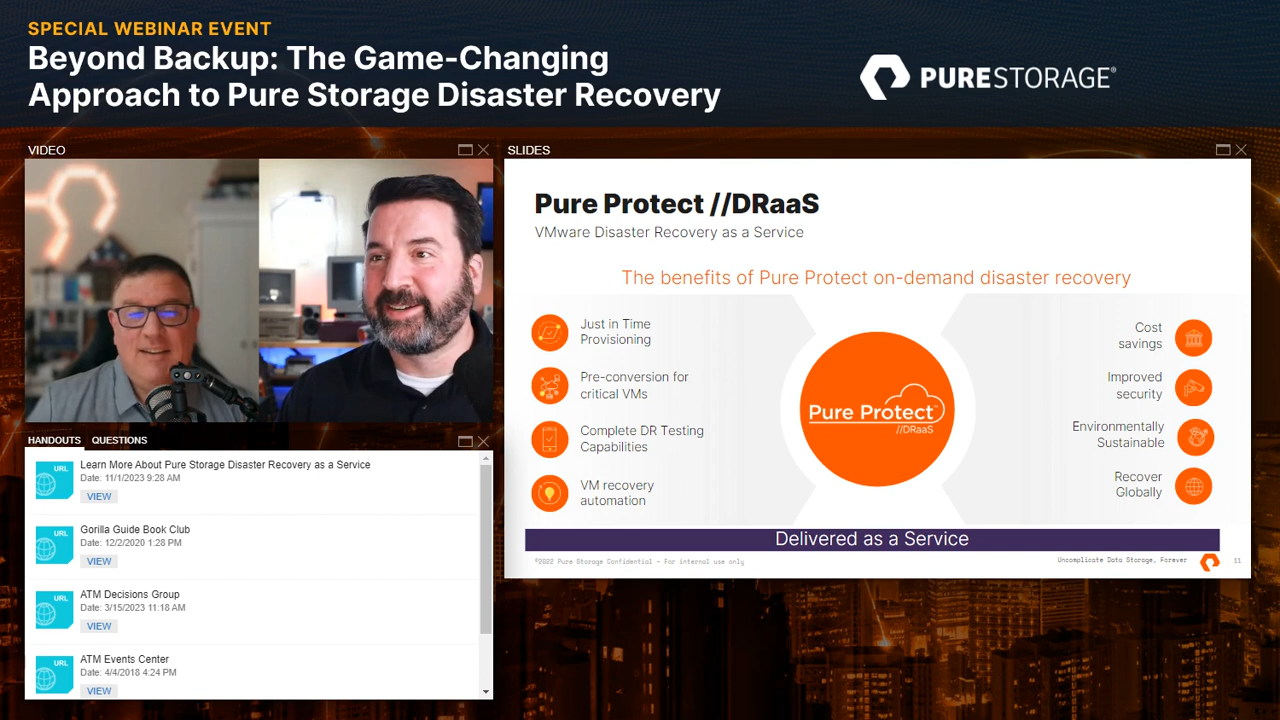 SPECIAL WEBINAR EVENT
Beyond Backup: The Game-Changing
Approach to Pure Storage Disaster Recovery
PURESTORAGE®
VIDEO
SLIDES
Pure Protect //DRaaS
VMware Disaster Recovery as a Service
The benefits of Pure Protect on-demand disaster recovery
Just in Time
Provisioning
Pre-conversion for
critical VMs
Complete DR Testing
Capabilities
VM recovery
automation
Pure Protect™
//DRaaS
Cost
savings
Improved
security
Environmentally
Sustainable
Recover
Globally
Delivered as a Service
©2022 Pure Storage Confidential – For internal use only
Uncomplicate Data Storage, Forever
11
HANDOUTS
QUESTIONS
URL
Learn More About Pure Storage Disaster Recovery as a Service
Date: 11/1/2023 9:28 AM
VIEW
URL
Gorilla Guide Book Club
Date: 12/2/2020 1:28 PM
VIEW
URL
ATM Decisions Group
Date: 3/15/2023 11:18 AM
VIEW
URL
ATM Events Center
Date: 4/4/2018 4:24 PM
VIEW